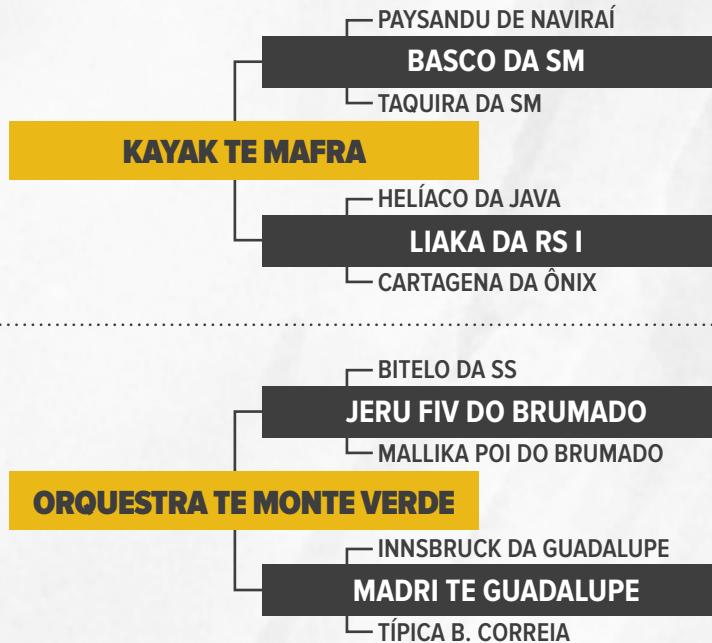 PAYSANDU DE NAVIRAÍ
BASCO DA SM
TAQUIRA DA SM
KAYAK TE MAFRA
HELÍACO DA JAVA
LIAKA DA RS I
CARTAGENA DA ÔNIX
BITELO DA SS
JERU FIV DO BRUMADO
MALLIKA POI DO BRUMADO
ORQUESTRA TE MONTE VERDE
INNSBRUCK DA GUADALUPE
MADRI TE GUADALUPE
TÍPICA B. CORREIA